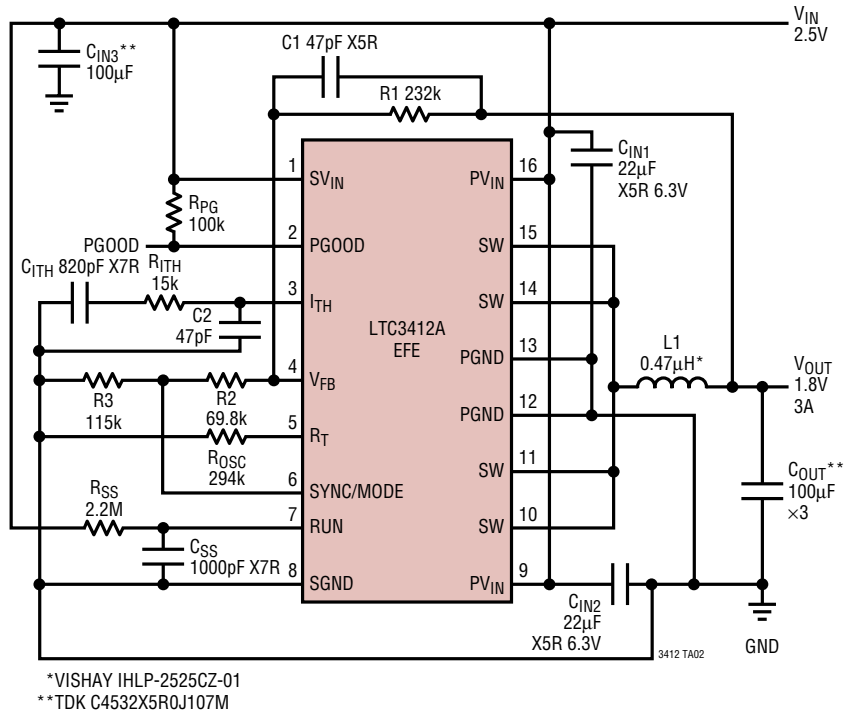 VIN
2.5V
CIN3**
100µF
C1 47pF X5R
R1 232k
CIN1
22µF
X5R 6.3V
1
SVIN
PVIN
16
RPG
100k
2
PGOOD
PGOOD
SW
15
CITH 820pF X7R
RITH
15k
3
ITH
SW
14
C2
47pF
LTC3412A
EFE
PGND
13
L1
0.47µH*
VOUT
1.8V
3A
4
VFB
R3
115k
R2
69.8k
PGND
12
5
RT
ROSC
294k
SW
11
COUT**
100µF
×3
6
SYNC/MODE
RSS
2.2M
7
RUN
SW
10
CSS
1000pF X7R
8
SGND
PVIN
9
CIN2
22µF
X5R 6.3V
GND
3412 TA02
*VISHAY IHLP-2525CZ-01
**TDK C4532X5R0J107M